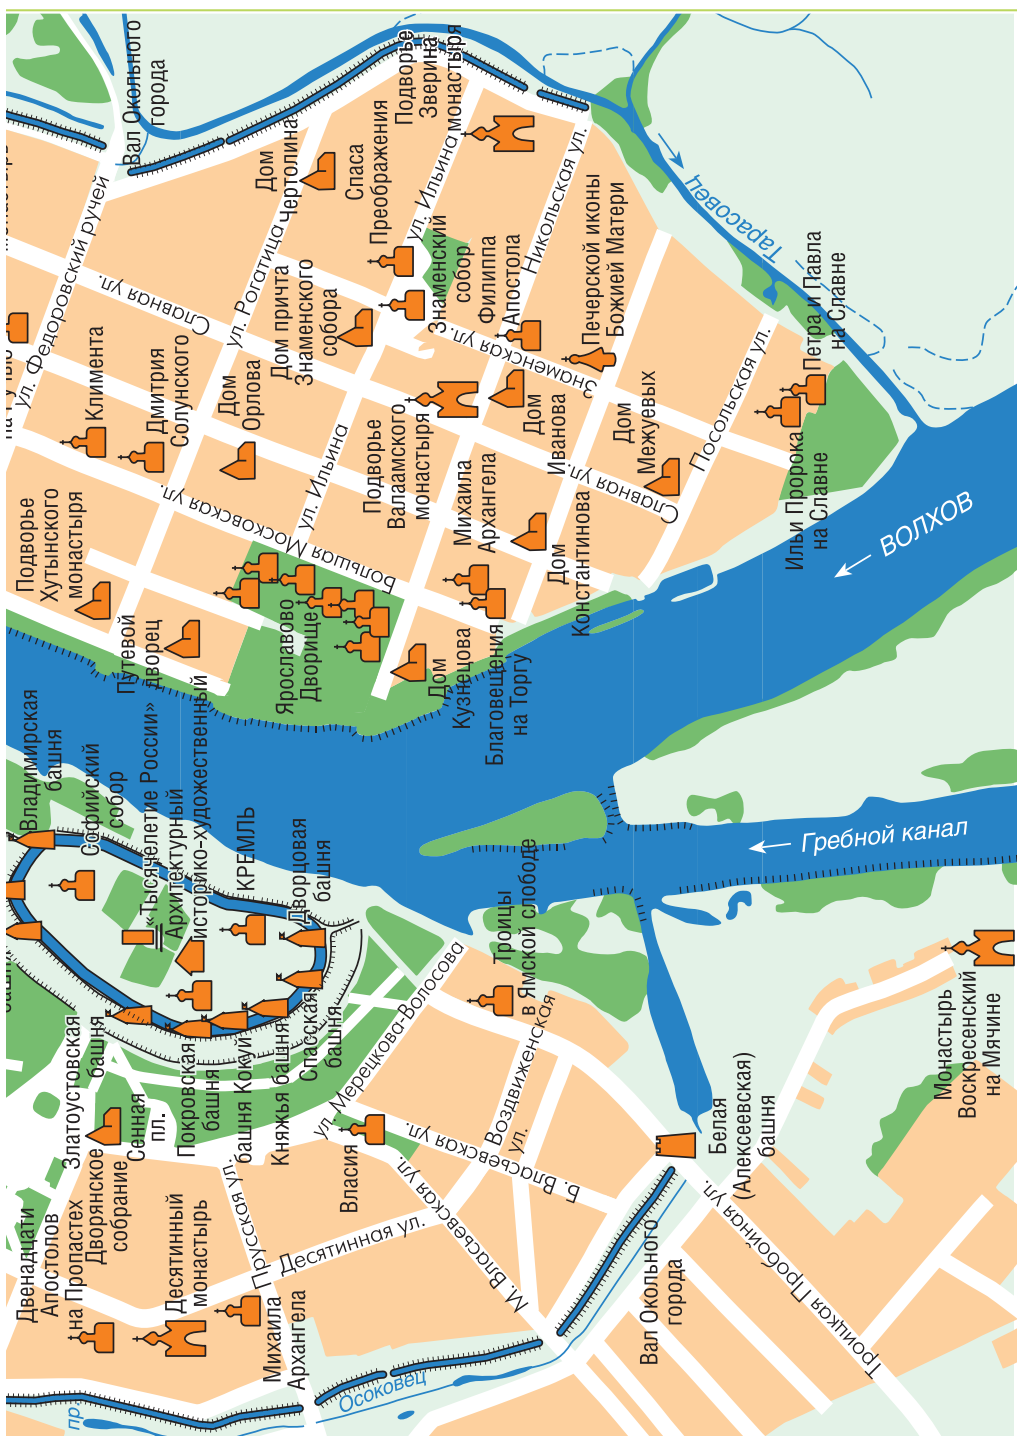 Вал Окольного
города
ул. Федоровский ручей
Славная ул.
ул. Рогатица
Дом
Чертолина
Подворье
Зверина
монастыря
Спаса
Преображения
ул. Ильина
Знаменский
собор
Филиппа
Апостола
Никольская ул.
Печерской иконы
Божией Матери
Тарасовец
Петра и Павла
на Славне
Климента
Дмитрия
Солунского
Дом
Орлова
Дом причта
Знаменского
собора
Знаменская ул.
ул. Ильина
Подворье
Валаамского
монастыря
Дом
Иванова
Дом
Межуевых
Посольская ул.
Славная ул.
Ильи Пророка
на Славне
Подворье
Хутынского
монастыря
Большая Московская ул.
Михаила
Архангела
Дом
Константинова
ВОЛХОВ
Путевой
дворец
Ярославово
Дворище
Дом
Кузнецова
Благовещения
на Торгу
Владимирская
башня
Софийский
собор
«Тысячелетие России»
Архитектурный
историко-художественный
КРЕМЛЬ
Дворцовая
башня
Гребной канал
Троицы
в Ямской слободе
башня
Златоустовская
башня
Сенная
пл.
Покровская
башня
башня Кокуй
Княжья башня
Спасская
башня
ул. Мерецкова-Волосова
Воздвиженская
ул.
Б. Власьевская ул.
М. Власьевская ул.
Власия
Белая
(Алексеевская)
башня
Монастырь
Воскресенский
на Мячине
Двенадцати
Апостолов
на Пропастех
Дворянское
собрание
Десятинный
монастырь
Прусская ул.
Десятинная ул.
Михаила
Архангела
Вал Окольного
города
Троицкая Пробойная ул.
Осоковец
пр.